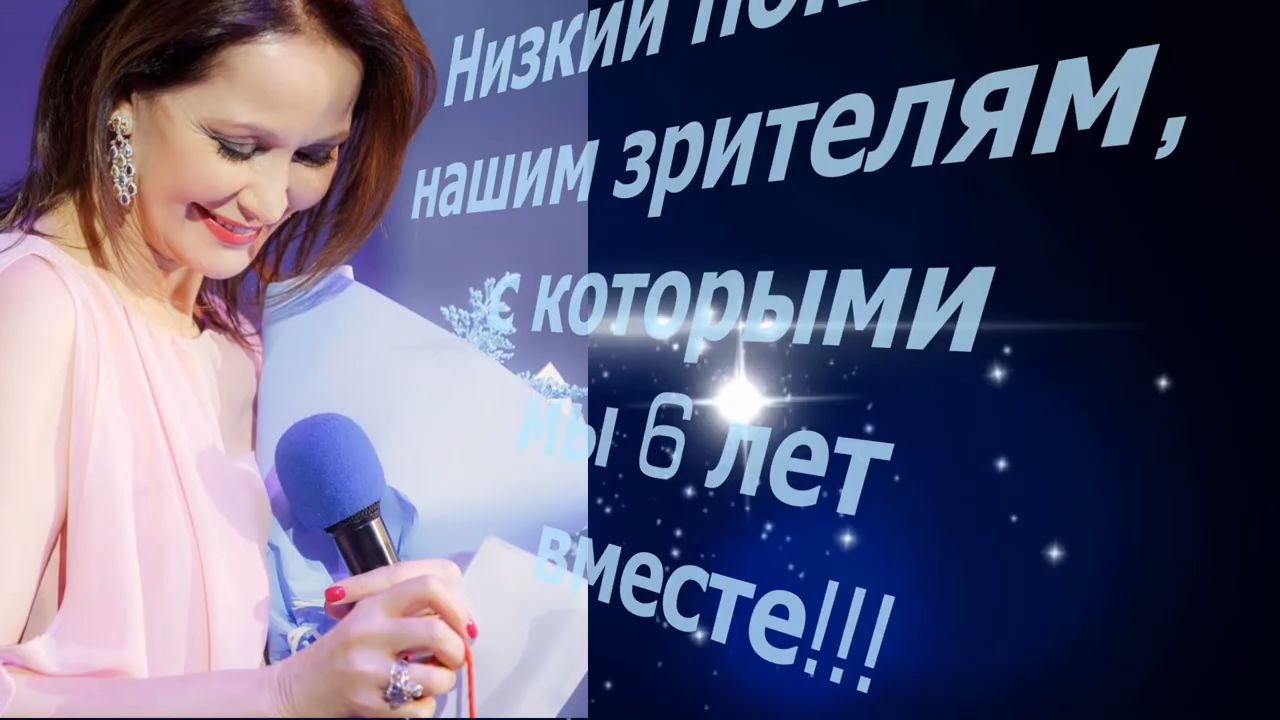 Низкий
нашим зрителям,
с которыми
мы 6 лет
вместе!!!